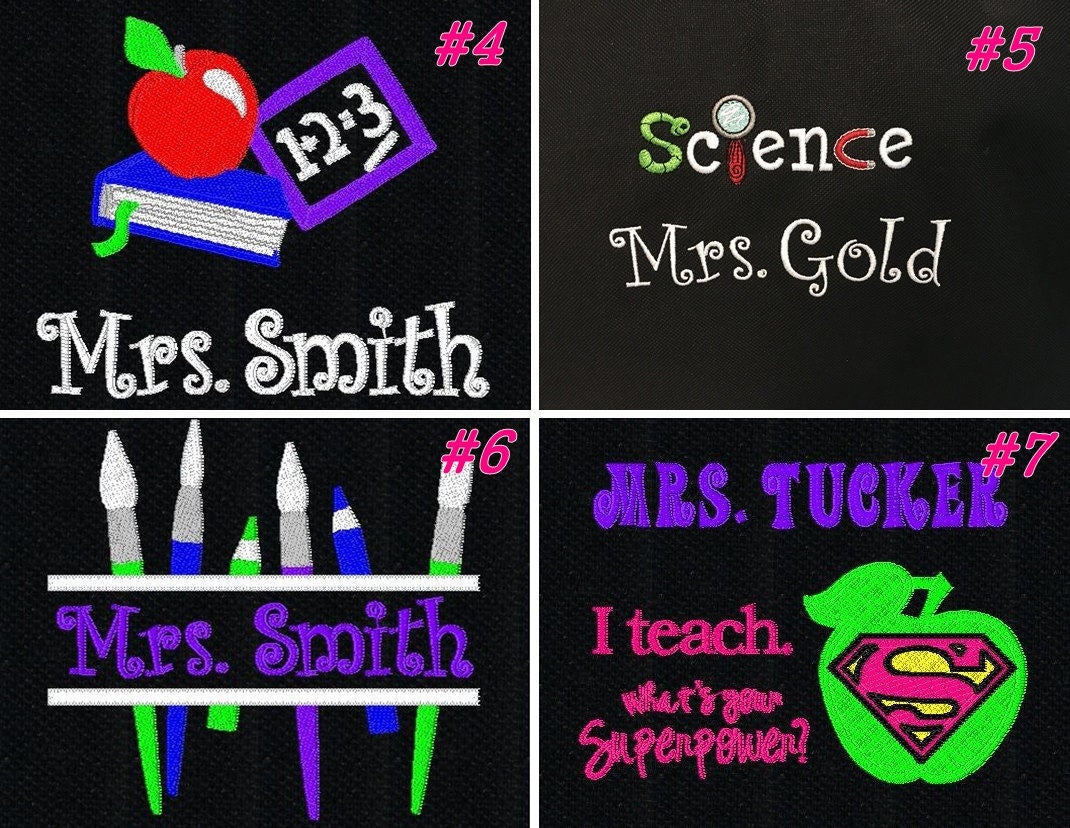 #4
1+2=3
Mrs. Smith
#5
Science
Mrs. Gold
#6
Mrs. Smith
#7
MRS. TUCKER
I teach.
what's your
Superpower?
S